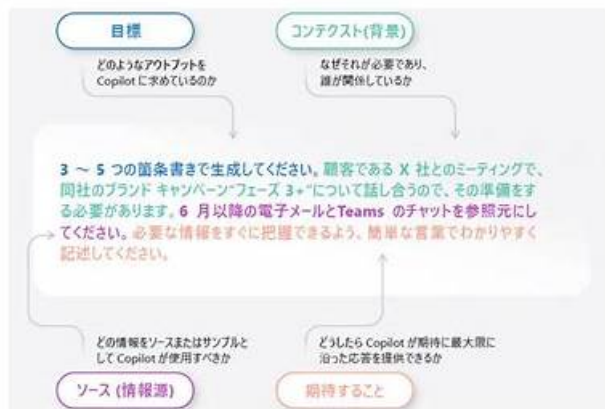 目標
コンテクスト(背景)
どのようなアウトプットを
Copilot に求めているのか
なぜそれが必要であり、
誰が関係しているか
3 ～ 5 つの箇条書きで生成してください。顧客である X 社とのミーティングで、
同社のブランド キャンペーン"フェーズ 3+"について話し合うので、その準備をす
る必要があります。6 月以降の電子メールとTeams のチャットを参照元にし
てください。必要な情報をすぐに把握できるよう、簡単な言葉でわかりやすく
記述してください。
どの情報をソースまたはサンプルと
して Copilot が使用すべきか
どうしたら Copilot が期待に最大限に
沿った応答を提供できるか
ソース (情報源)
期待すること